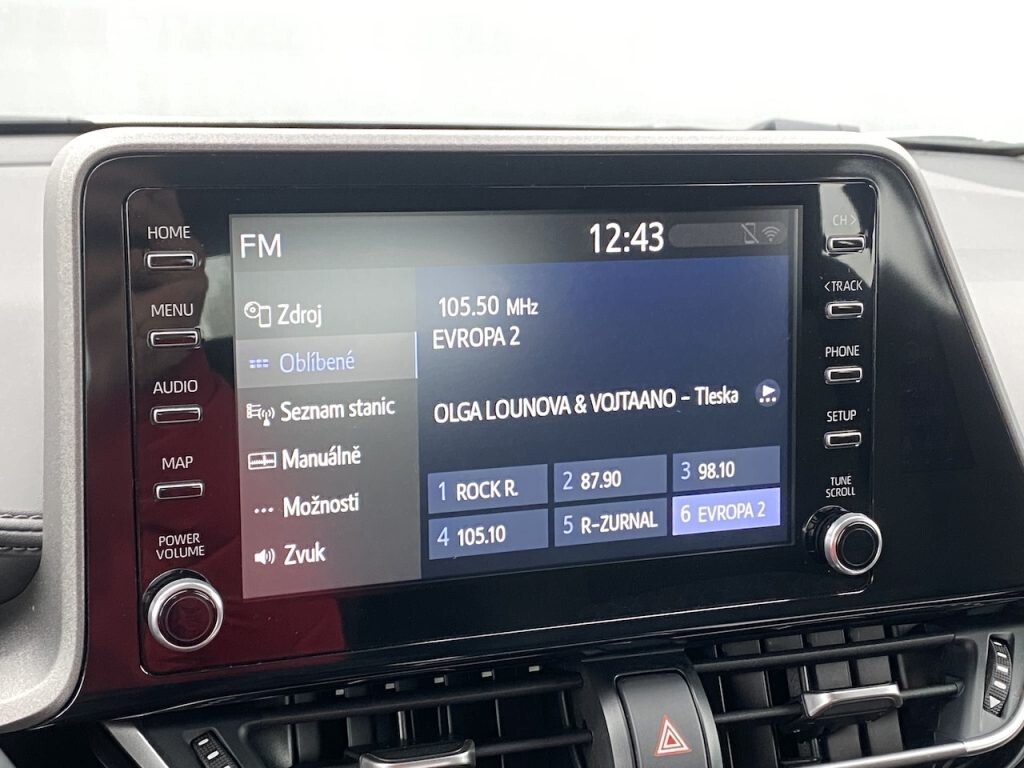 HOME
MENU
AUDIO
MAP
POWER
VOLUME
FM
12:43
Zdroj
Oblíbené
Seznam stanic
Manuálně
Možnosti
Zvuk
105.50 MHz
EVROPA 2
OLGA LOUNOVA & VOJTAANO – Tleska
1 ROCK R.
2 87.90
3 98.10
4 105.10
5 R-ZURNAL
6 EVROPA 2
CH >
< TRACK
PHONE
SETUP
TUNE
SCROLL